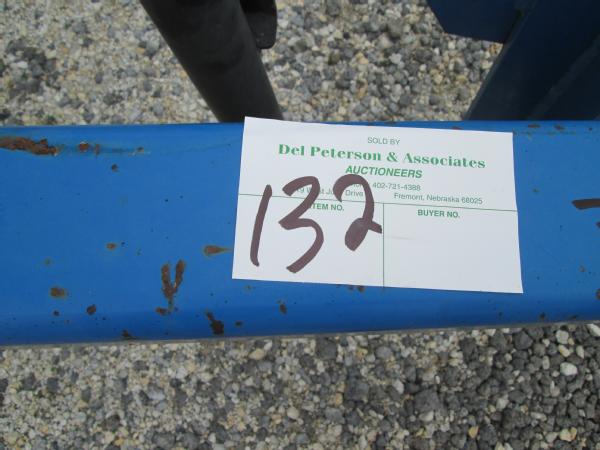 SOLD BY
Del Peterson & Associates
AUCTIONEERS
402-721-4388
Drive Fremont, Nebraska 68025
ITEM NO. BUYER NO.
132